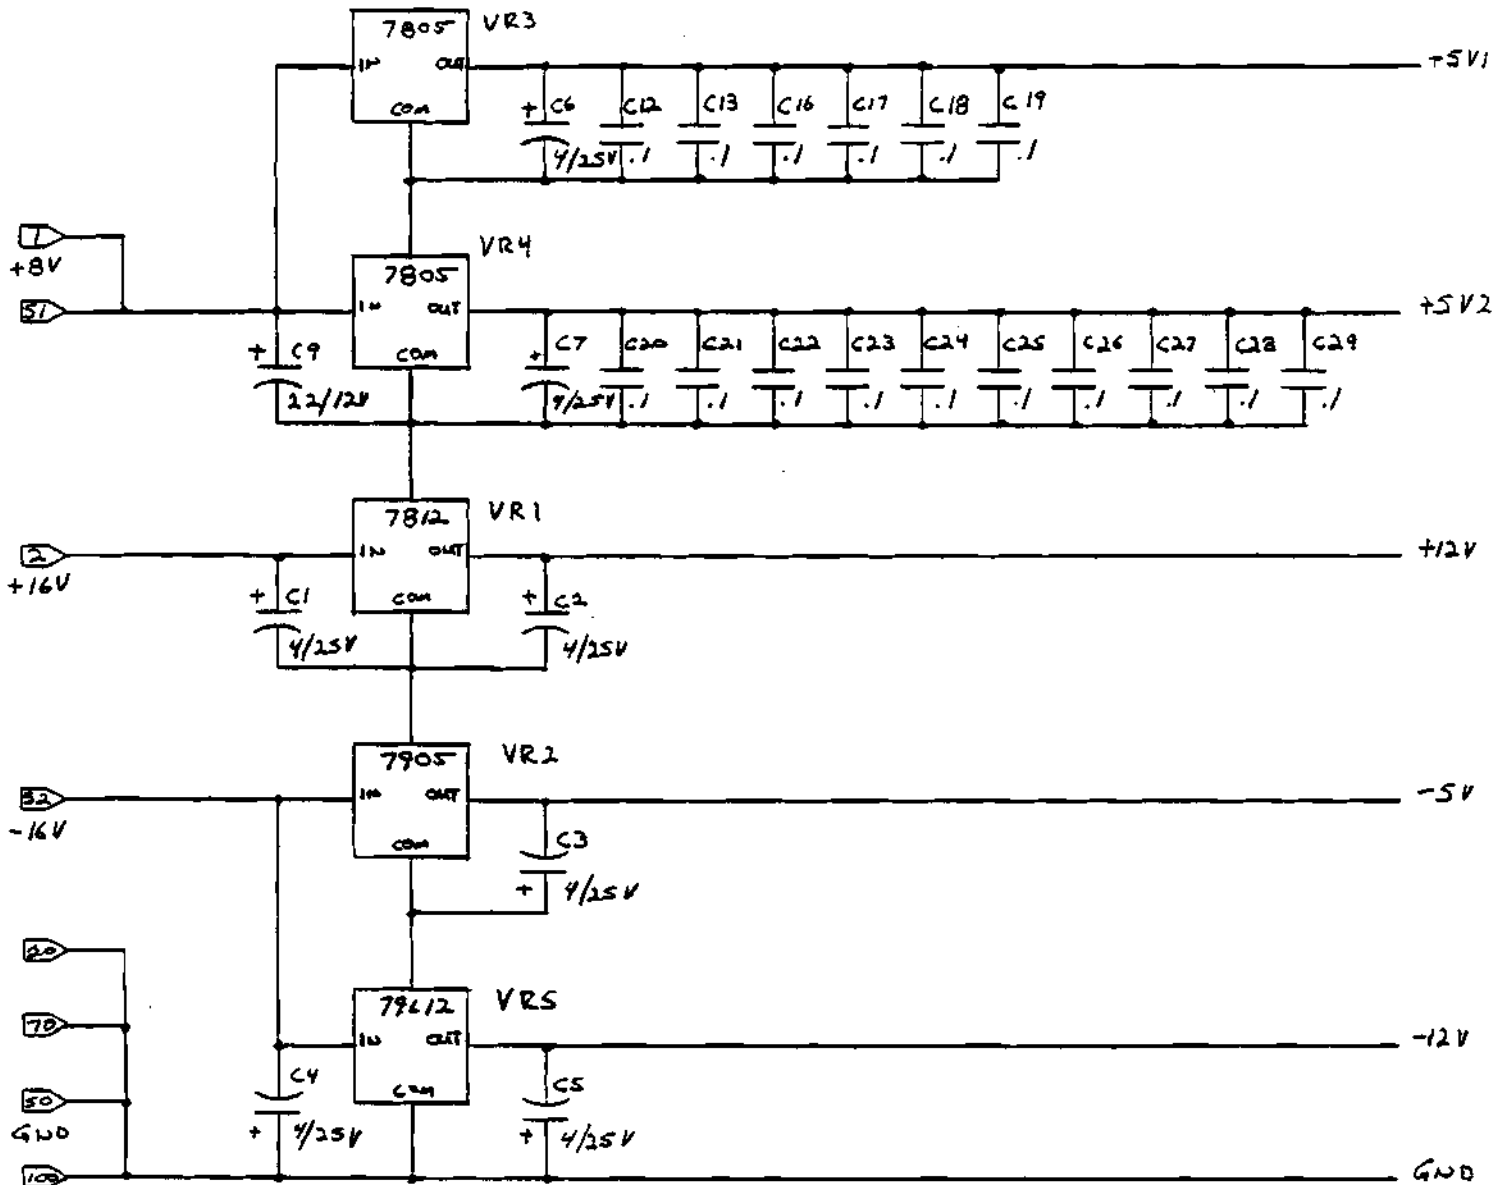 7805 VR3
IN OUT +5V1
COM
+ C6 C12 C13 C16 C17 C18 C19
4/25V .1 .1 .1 .1 .1 .1
1
+8V
7805 VR4
51 IN OUT +5V2
COM
+ C9 + C7 C20 C21 C22 C23 C24 C25 C26 C27 C28 C29
22/12V 4/25V .1 .1 .1 .1 .1 .1 .1 .1 .1 .1
7812 VR1
2 IN OUT +12V
+16V
COM
+ C1 + C2
4/25V 4/25V
7905 VR2
52 IN OUT -5V
-16V
COM C3
+ 4/25V
20
79L12 VR5
70 IN OUT -12V
COM
C4 C5
50
GND
+ 4/25V + 4/25V
100 GND